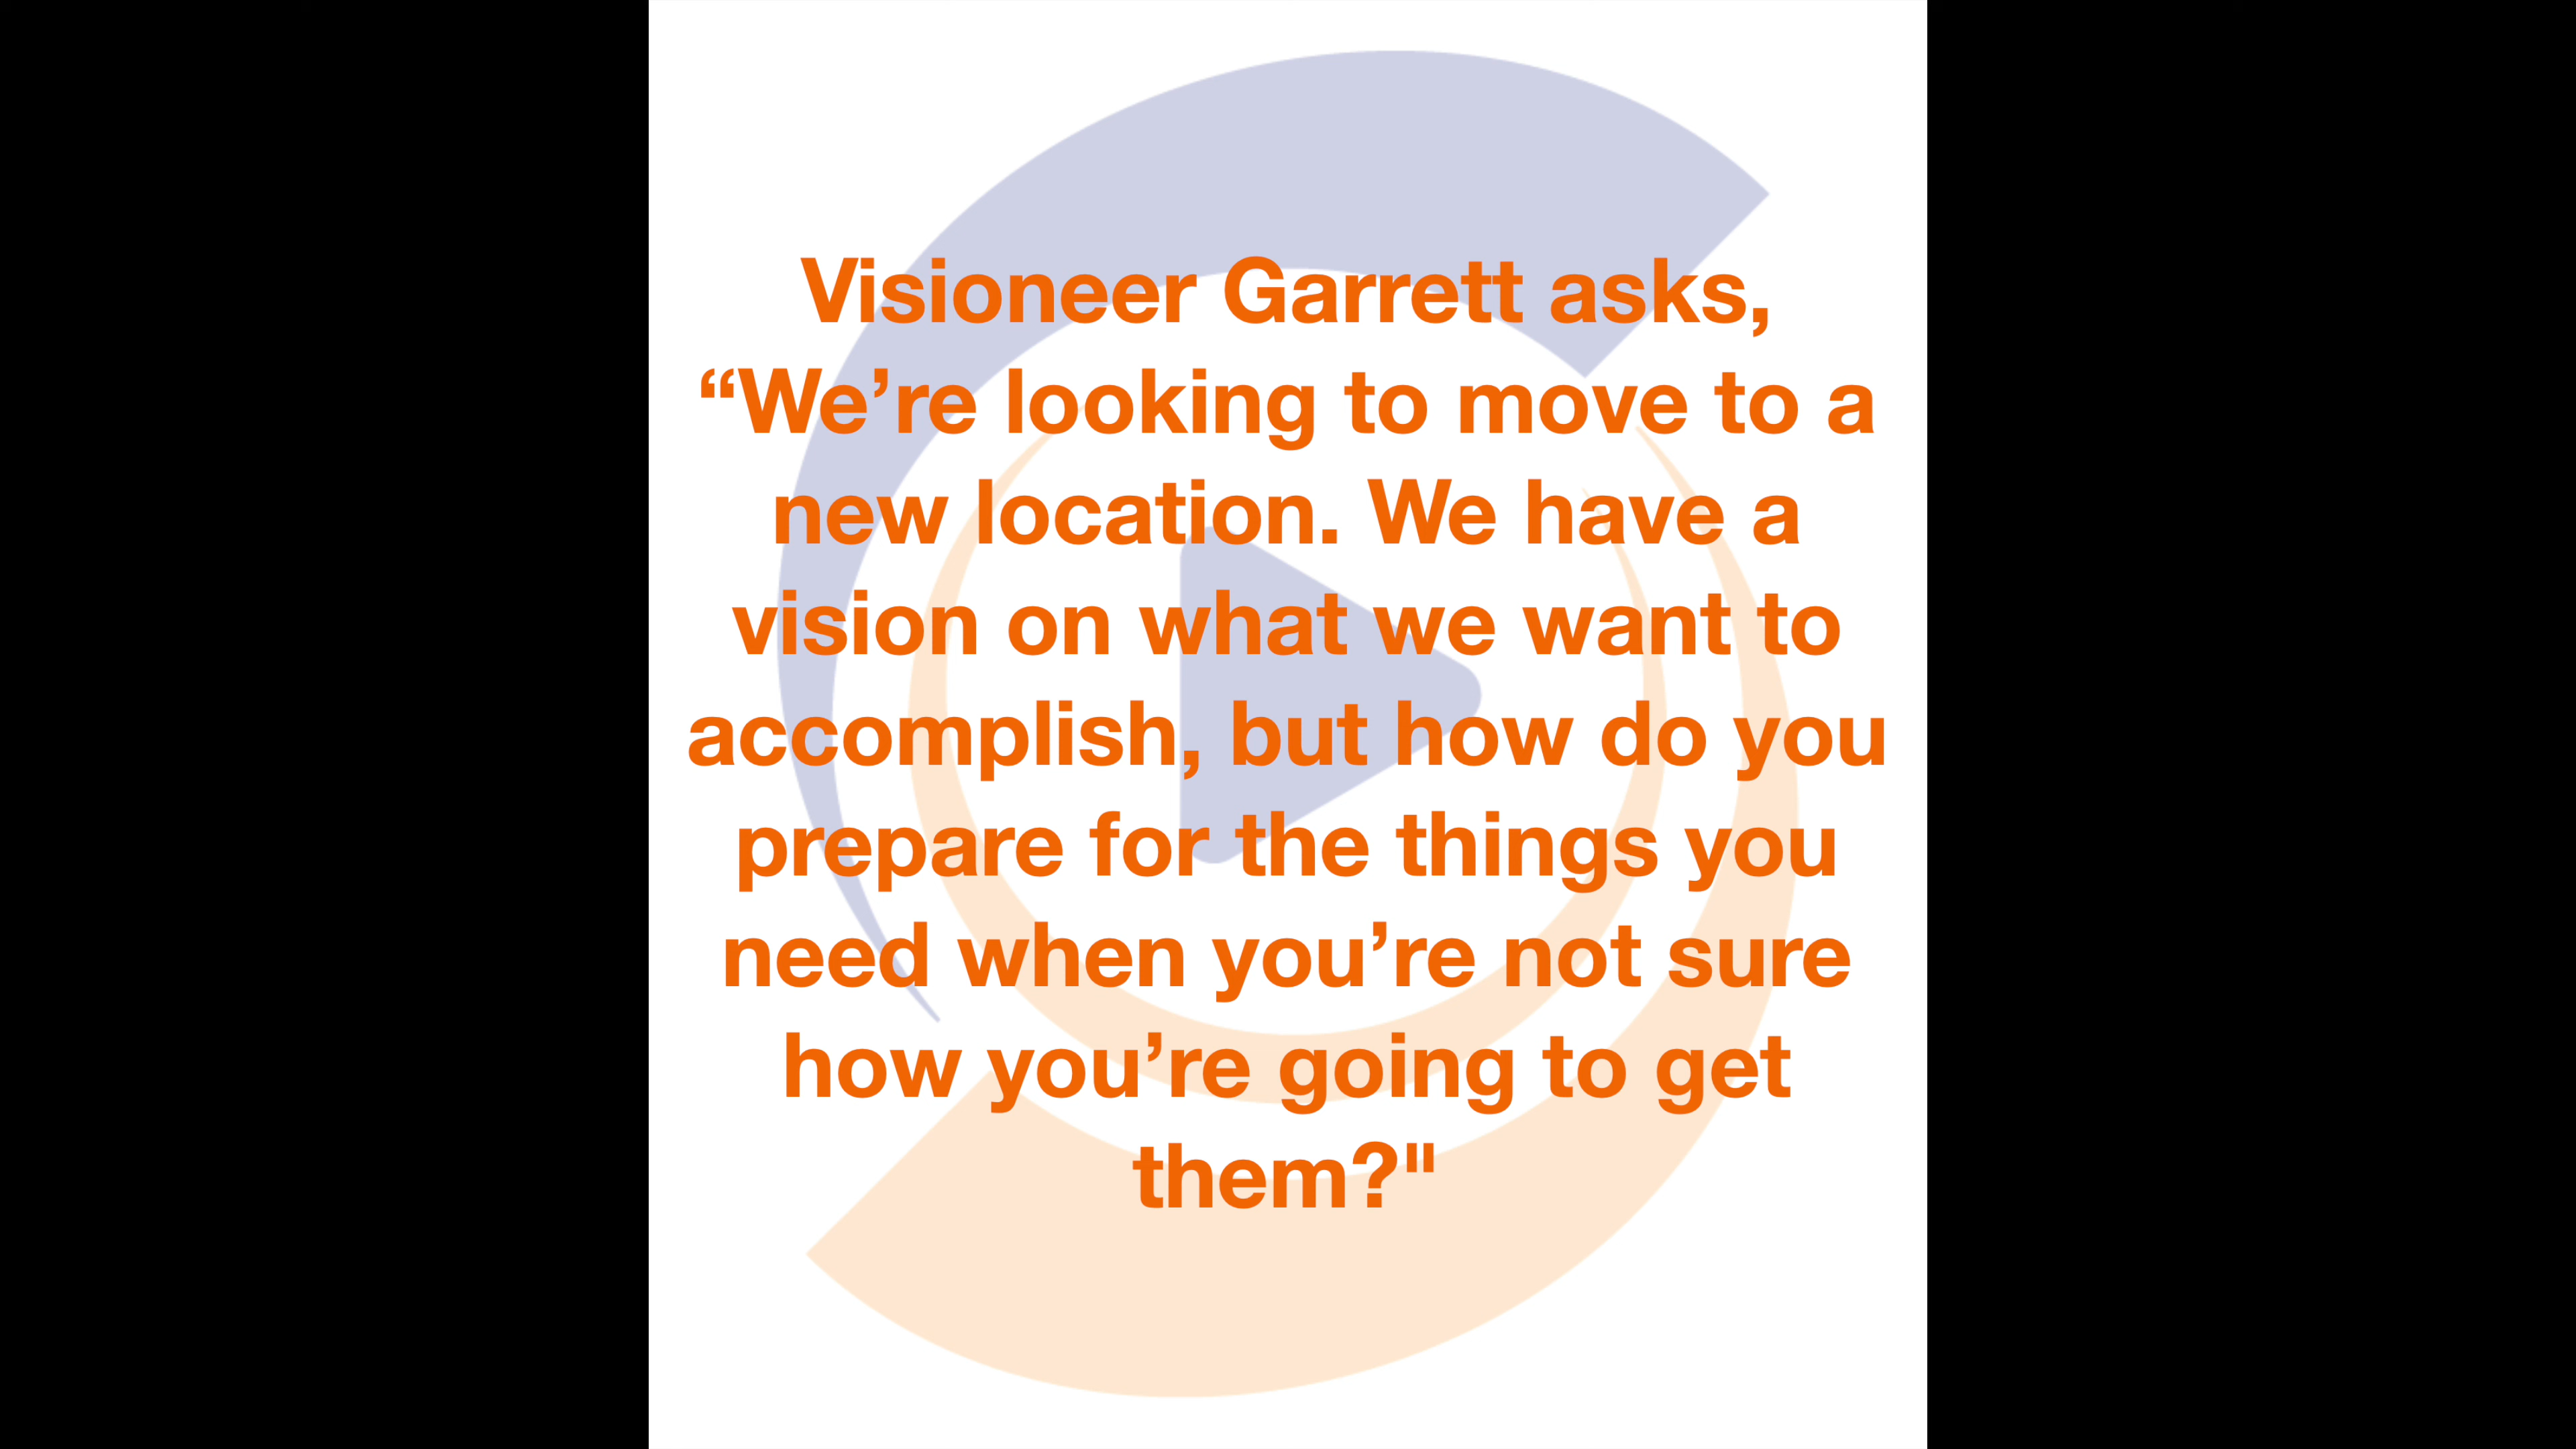 Visioneer Garrett asks,
“We’re looking to move to a
new location. We have a
vision on what we want to
accomplish, but how do you
prepare for the things you
need when you’re not sure
how you’re going to get
them?"